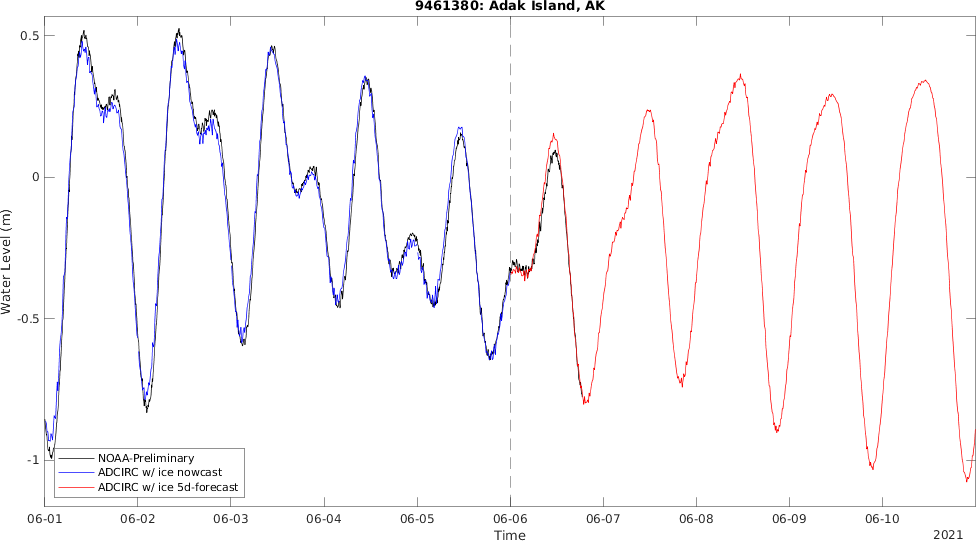 9461380: Adak Island, AK
0.5
0
-0.5
-1
Water Level (m)
NOAA-Preliminary
ADCIRC w/ ice nowcast
ADCIRC w/ ice 5d-forecast
06-01 06-02 06-03 06-04 06-05 06-06 06-07 06-08 06-09 06-10
Time
2021